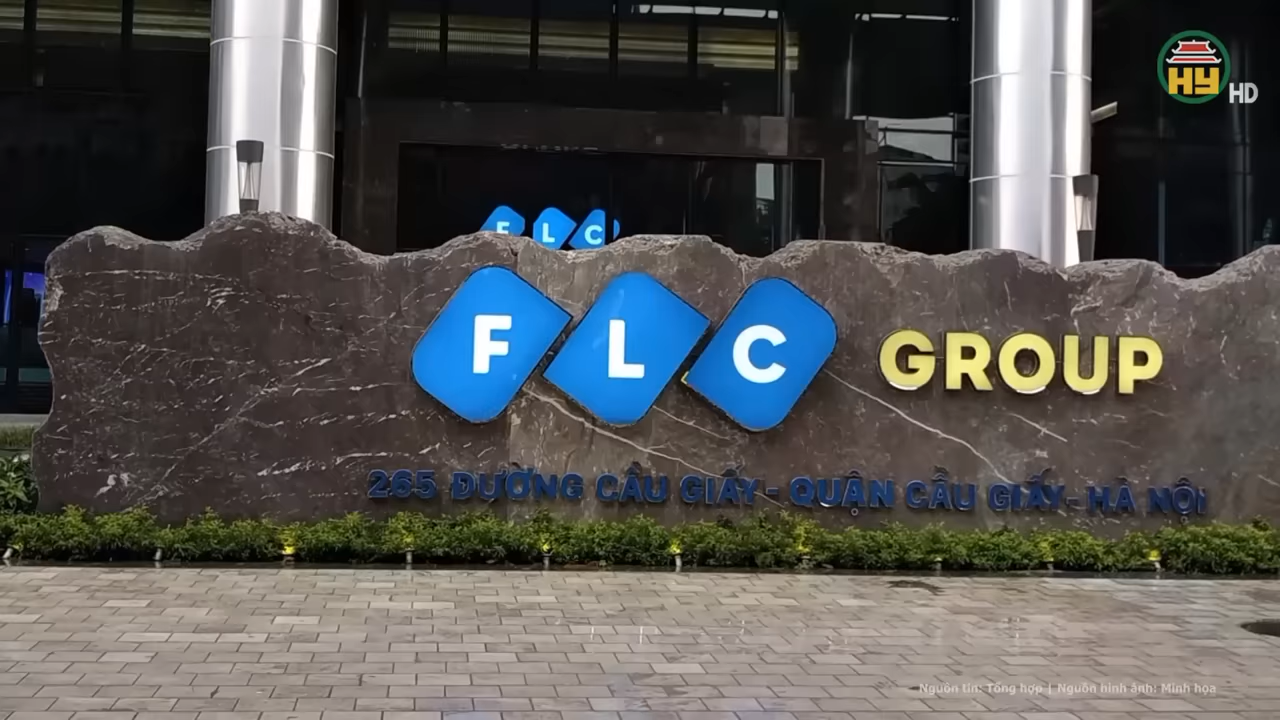 HY HD
F L C
FLC GROUP
265 ĐƯỜNG CẦU GIẤY - QUẬN CẦU GIẤY - HÀ NỘI
Nguồn tin: Tổng hợp | Nguồn hình ảnh: Minh họa